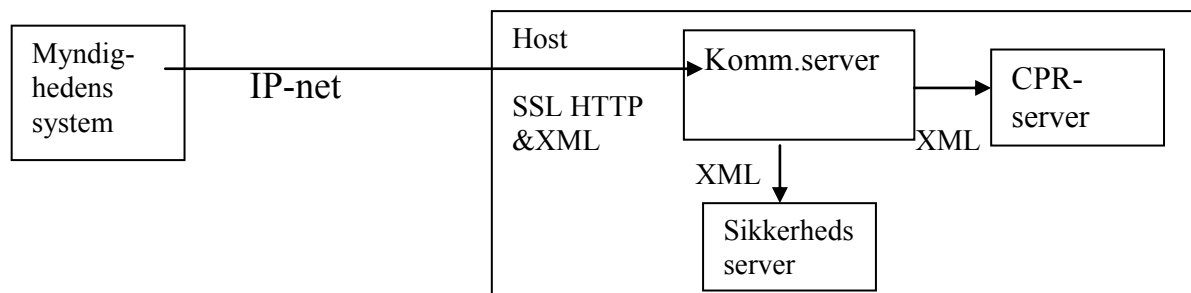 Myndig-
hedens
system
IP-net
Host
SSL HTTP
&XML
Komm.server
XML
CPR-
server
XML
Sikkerheds
server